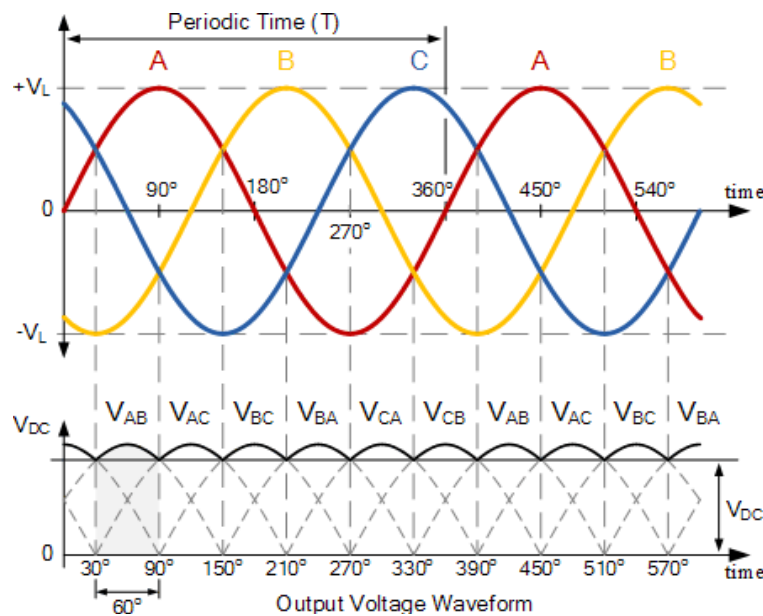 Periodic Time (T)
A B C A B
+VL
90° 180° 360° 450° 540° time
0
270°
-VL
VAB VAC VBC VBA VCA VCB VAB VAC VBC VBA
VDC
VDC
0
30° 90° 150° 210° 270° 330° 390° 450° 510° 570° time
60° Output Voltage Waveform